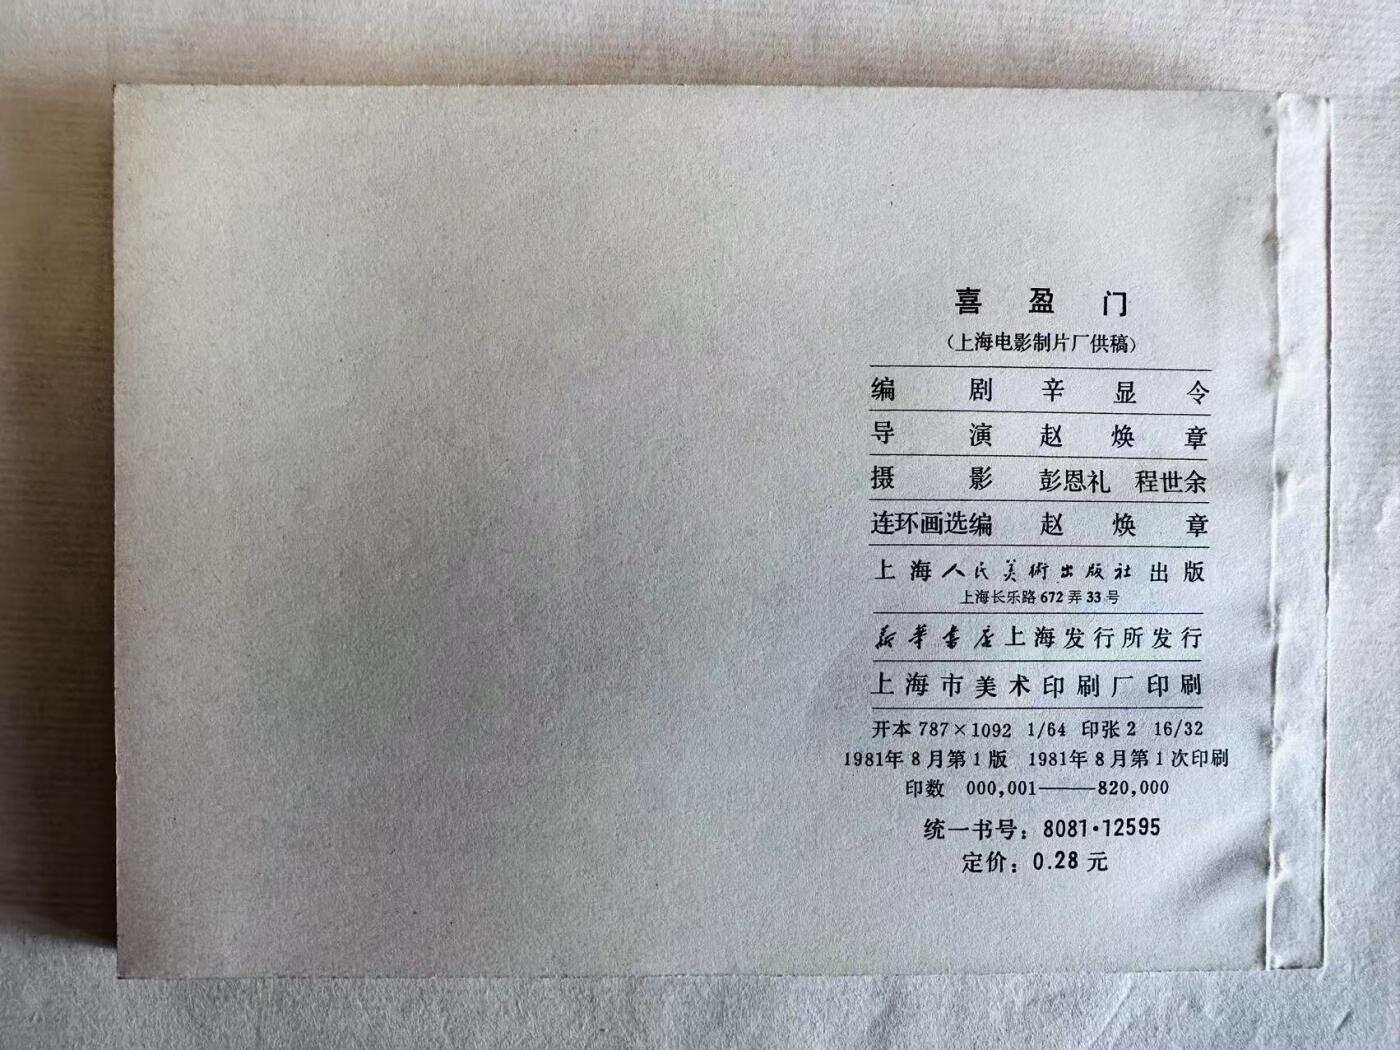 喜盈门
（上海电影制片厂供稿）
编剧 辛显令
导演 赵焕章
摄影 彭恩礼 程世余
连环画选编 赵焕章
上海人民美術出版社出版
上海长乐路672弄33号
新华书店上海发行所发行
上海市美术印刷厂印刷
开本 787×1092 1/64 印张 2 16/32
1981年8月第1版 1981年8月第1次印刷
印数 000,001——820,000
统一书号：8081·12595
定价：0.28元